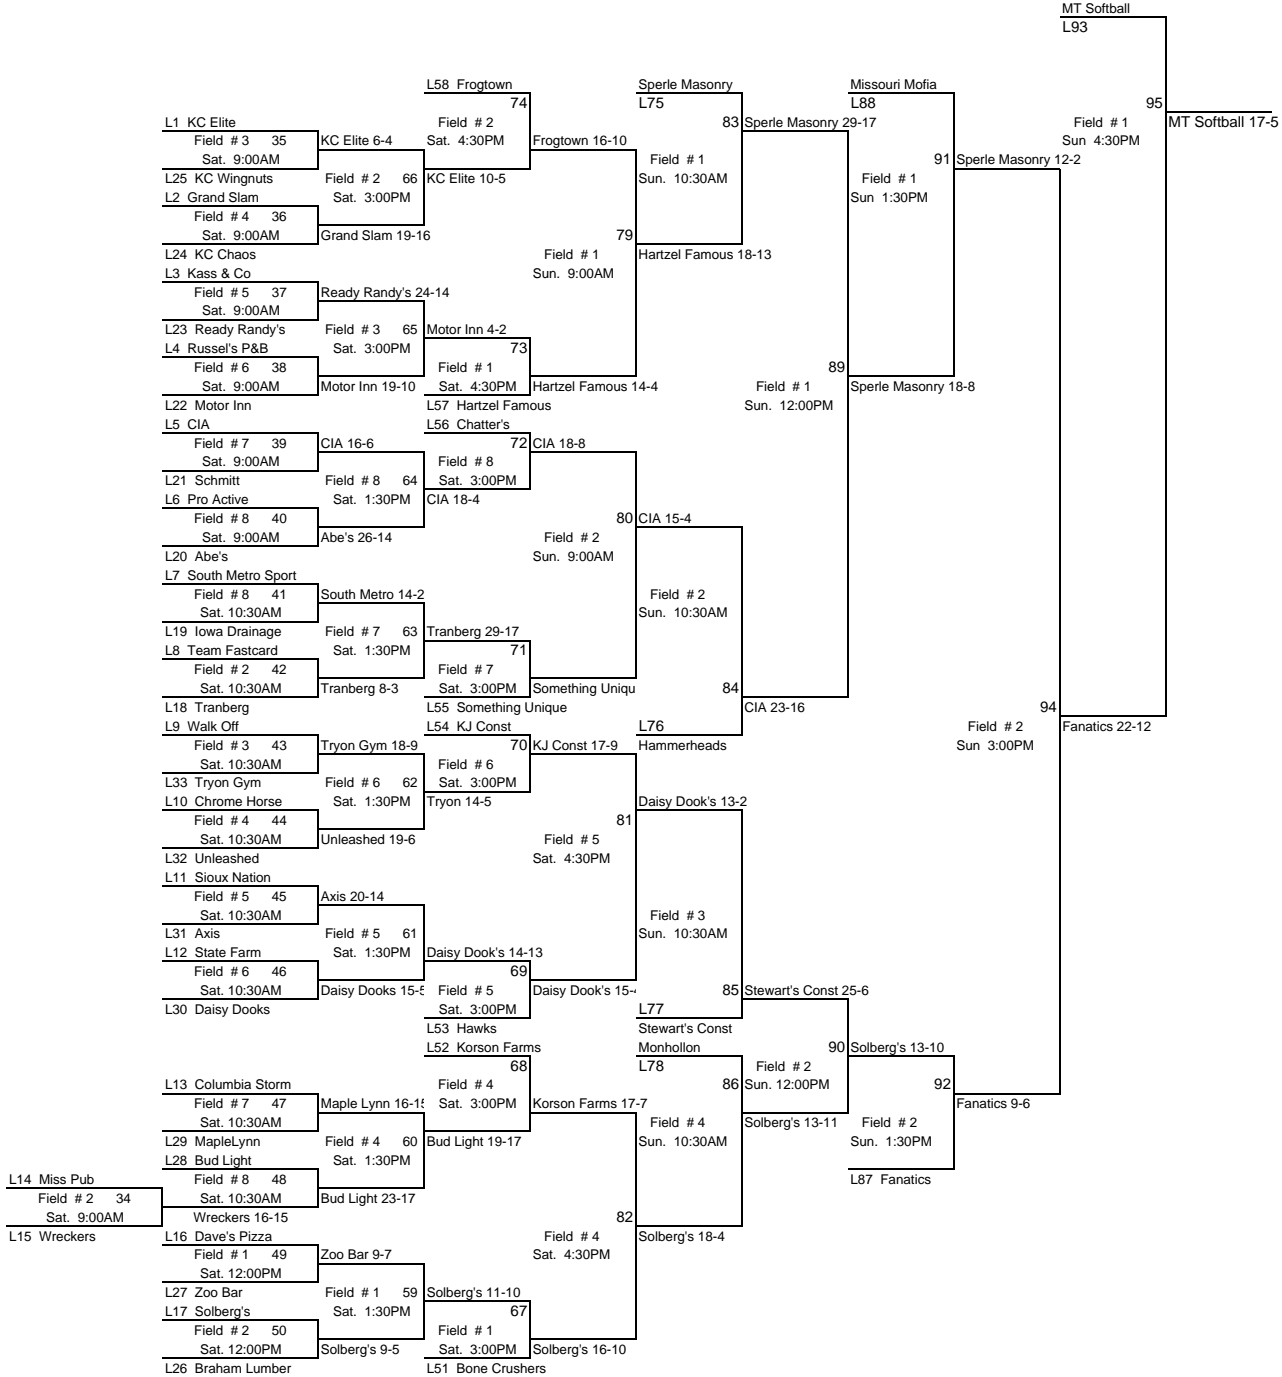 MT Softball
L93
L58 Frogtown
Sperle Masonry
Missouri Mofia
74
L75
L88
95
L1 KC Elite
Field # 2
83 Sperle Masonry 29-17
Field # 1
MT Softball 17-5
Field # 3 35
KC Elite 6-4
Sat. 4:30PM
Frogtown 16-10
Sun 4:30PM
Sat. 9:00AM
Field # 1
91 Sperle Masonry 12-2
L25 KC Wingnuts
Field # 2 66
KC Elite 10-5
Sun. 10:30AM
Field # 1
L2 Grand Slam
Sat. 3:00PM
Sun 1:30PM
Field # 4 36
Sat. 9:00AM
Grand Slam 19-16
79
L24 KC Chaos
Field # 1
Hartzel Famous 18-13
L3 Kass & Co
Sun. 9:00AM
Field # 5 37
Ready Randy's 24-14
Sat. 9:00AM
L23 Ready Randy's
Field # 3 65
Motor Inn 4-2
L4 Russel's P&B
Sat. 3:00PM
73
Field # 6 38
Field # 1
89
Sat. 9:00AM
Motor Inn 19-10
Sat. 4:30PM
Hartzel Famous 14-4
Field # 1
Sperle Masonry 18-8
L22 Motor Inn
L57 Hartzel Famous
Sun. 12:00PM
L5 CIA
L56 Chatter's
Field # 7 39
CIA 16-6
72 CIA 18-8
Sat. 9:00AM
Field # 8
L21 Schmitt
Field # 8 64
Sat. 3:00PM
L6 Pro Active
Sat. 1:30PM
CIA 18-4
Field # 8 40
80 CIA 15-4
Sat. 9:00AM
Abe's 26-14
Field # 2
L20 Abe's
Sun. 9:00AM
L7 South Metro Sport
Field # 8 41
South Metro 14-2
Field # 2
Sat. 10:30AM
Sun. 10:30AM
L19 Iowa Drainage
Field # 7 63
Tranberg 29-17
L8 Team Fastcard
Sat. 1:30PM
71
Field # 2 42
Field # 7
Sat. 10:30AM
Tranberg 8-3
Sat. 3:00PM
Something Uniqu
84
L18 Tranberg
L55 Something Unique
CIA 23-16
94
L9 Walk Off
L54 KJ Const
L76
Field # 2
Fanatics 22-12
Field # 3 43
Tryon Gym 18-9
70 KJ Const 17-9
Hammerheads
Sun 3:00PM
Sat. 10:30AM
Field # 6
L33 Tryon Gym
Field # 6 62
Sat. 3:00PM
L10 Chrome Horse
Sat. 1:30PM
Tryon 14-5
Daisy Dook's 13-2
Field # 4 44
81
Sat. 10:30AM
Unleashed 19-6
Field # 5
L32 Unleashed
Sat. 4:30PM
L11 Sioux Nation
Field # 5 45
Axis 20-14
Sat. 10:30AM
Field # 3
L31 Axis
Field # 5 61
Sun. 10:30AM
L12 State Farm
Sat. 1:30PM
Daisy Dook's 14-13
Field # 6 46
69
Sat. 10:30AM
Daisy Dooks 15-5
Field # 5
Daisy Dook's 15-
85 Stewart's Const 25-6
L30 Daisy Dooks
Sat. 3:00PM
L77
L53 Hawks
Stewart's Const
L52 Korson Farms
Monhollon
90 Solberg's 13-10
68
L78
Field # 2
L13 Columbia Storm
Field # 4
86 Sun. 12:00PM
92
Field # 7 47
Maple Lynn 16-15
Sat. 3:00PM
Korson Farms 17-7
Fanatics 9-6
Sat. 10:30AM
Field # 4
Solberg's 13-11
Field # 2
L29 MapleLynn
Field # 4 60
Bud Light 19-17
Sun. 10:30AM
Sun. 1:30PM
L28 Bud Light
Sat. 1:30PM
L14 Miss Pub
Field # 8 48
L87 Fanatics
Field # 2 34
Sat. 10:30AM
Bud Light 23-17
Sat. 9:00AM
Wreckers 16-15
82
L15 Wreckers
L16 Dave's Pizza
Field # 4
Solberg's 18-4
Field # 1 49
Zoo Bar 9-7
Sat. 4:30PM
Sat. 12:00PM
L27 Zoo Bar
Field # 1 59
Solberg's 11-10
L17 Solberg's
Sat. 1:30PM
67
Field # 2 50
Field # 1
Sat. 12:00PM
Solberg's 9-5
Sat. 3:00PM
Solberg's 16-10
L26 Braham Lumber
L51 Bone Crushers